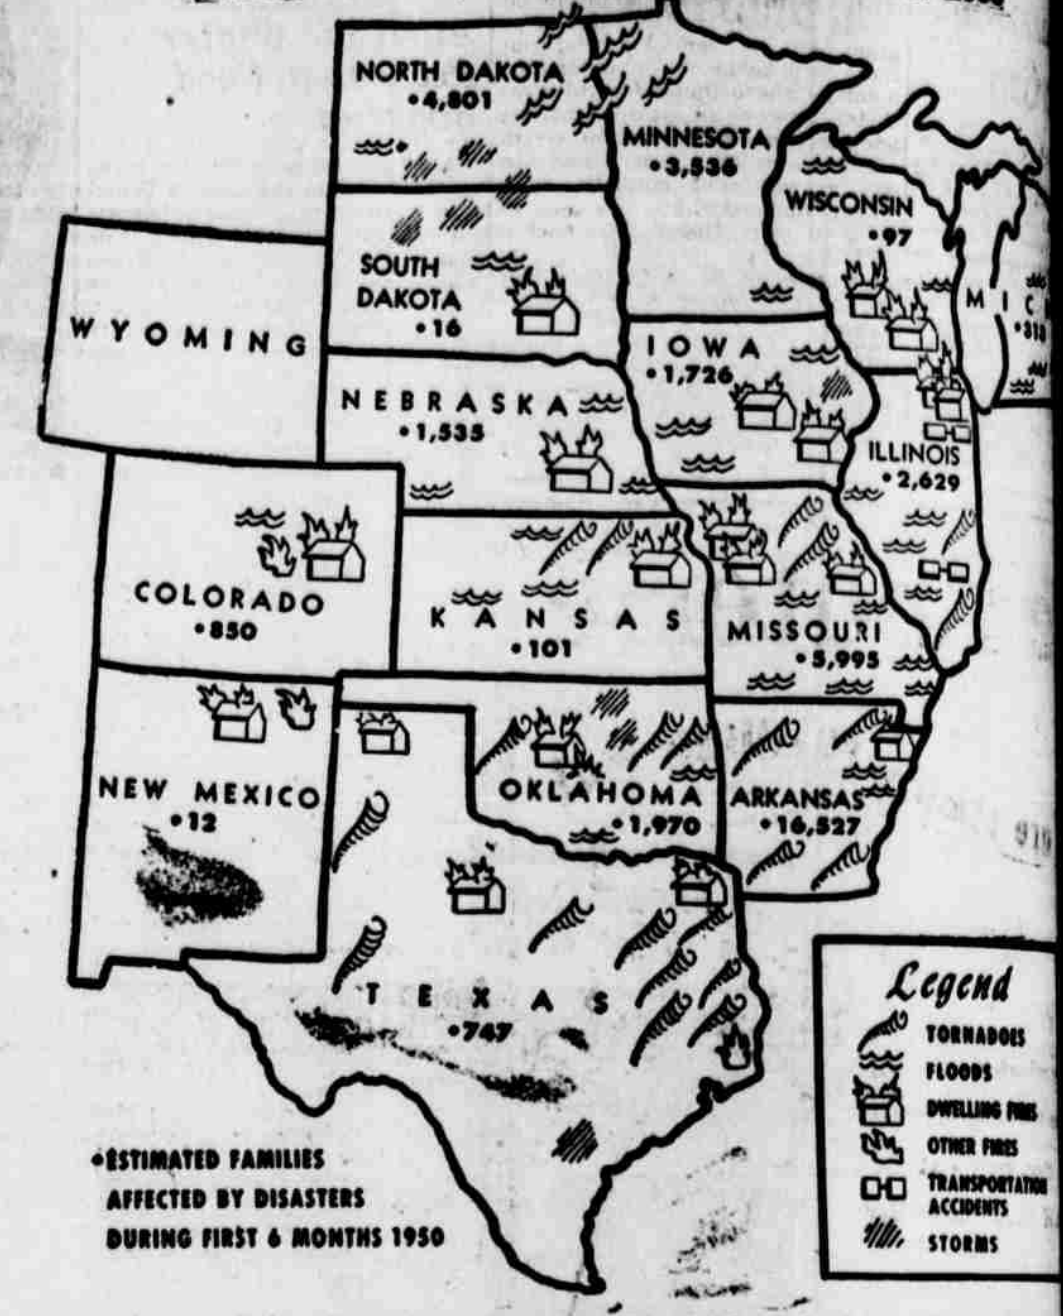 NORTH DAKOTA
•4,801
MINNESOTA
•3,536
WISCONSIN
•97
SOUTH
DAKOTA
•16
WYOMING
MIC
IOWA
•1,726
NEBRASKA
•1,535
ILLINOIS
•2,629
COLORADO
•850
KANSAS
•101
MISSOURI
•5,995
NEW MEXICO
•12
OKLAHOMA
•1,970
ARKANSAS
•16,527
TEXAS
•747
Legend
TORNADOES
FLOODS
DWELLING FIRES
OTHER FIRES
TRANSPORTATION
ACCIDENTS
STORMS
•ESTIMATED FAMILIES
AFFECTED BY DISASTERS
DURING FIRST 6 MONTHS 1950